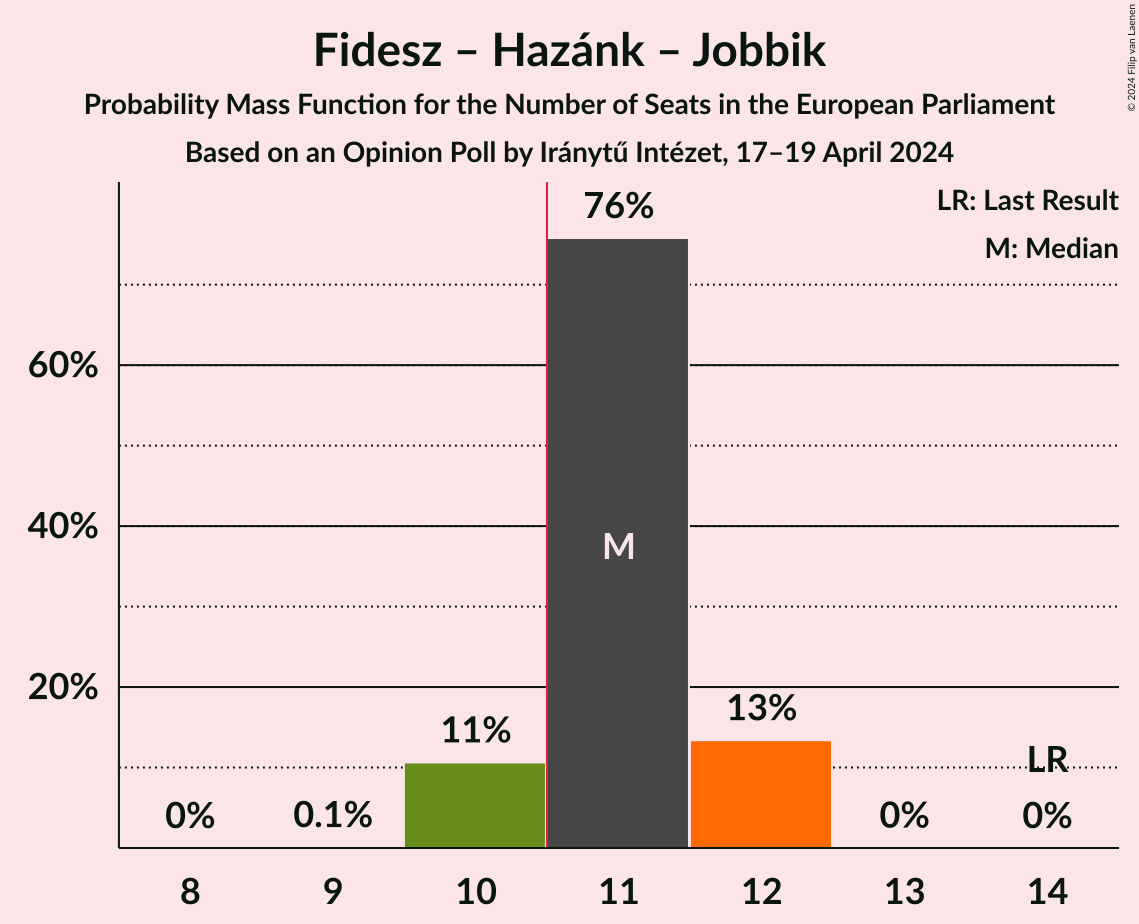 Fidesz – Hazánk – Jobbik
Probability Mass Function for the Number of Seats in the European Parliament
Based on an Opinion Poll by Iránytű Intézet, 17–19 April 2024
© 2024 Filip van Laenen
LR: Last Result
M: Median
76%
60%
40%
M
20%
13%
11%
LR
0%
0.1%
0%
0%
8
9
10
11
12
13
14